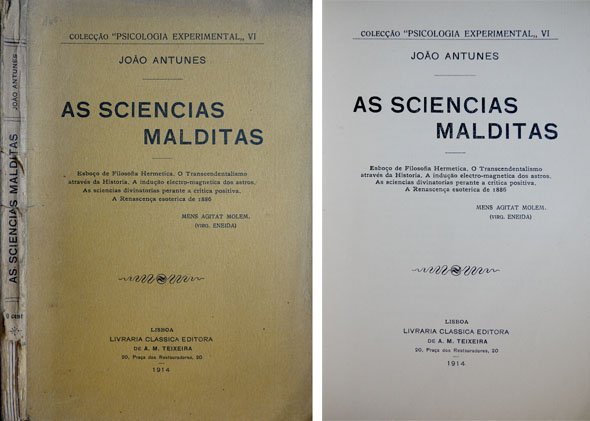 JOÃO ANTUNES
AS SCIENCIAS MALDITAS
COLECÇÃO "PSICOLOGIA EXPERIMENTAL„ VI
JOÃO ANTUNES
AS SCIENCIAS
MALDITAS
Esboço de Filosofia Hermetica. O Transcendentalismo
através da Historia. A indução electro-magnetica dos astros.
As sciencias divinatorias perante a critica positiva.
A Renascença esoterica de 1886
MENS AGITAT MOLEM.
(VIRG. ENEIDA)
LISBOA
LIVRARIA CLASSICA EDITORA
DE A. M. TEIXEIRA
20, Praça dos Restauradores, 20
1914
COLECÇÃO "PSICOLOGIA EXPERIMENTAL„ VI
JOÃO ANTUNES
AS SCIENCIAS
MALDITAS
Esboço de Filosofia Hermetica. O Transcendentalismo
através da Historia. A indução electro-magnetica dos astros.
As sciencias divinatorias perante a critica positiva.
A Renascença esoterica de 1886
MENS AGITAT MOLEM.
(VIRG. ENEIDA)
LISBOA
LIVRARIA CLASSICA EDITORA
DE A. M. TEIXEIRA
20, Praça dos Restauradores, 20
1914